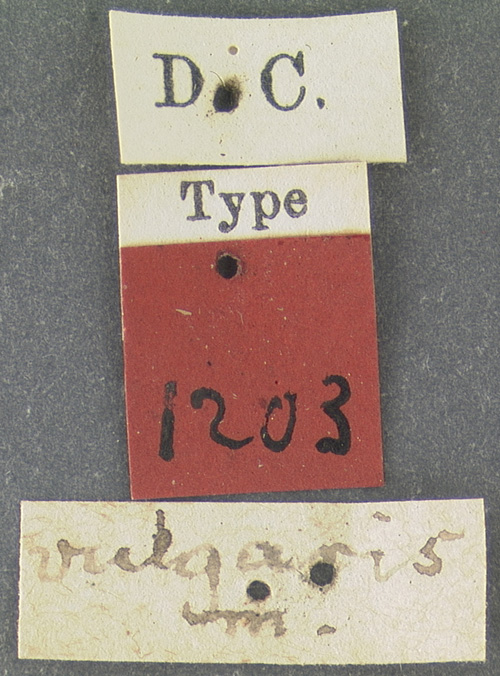 D. C.
Type
1203
vulgaris
m.